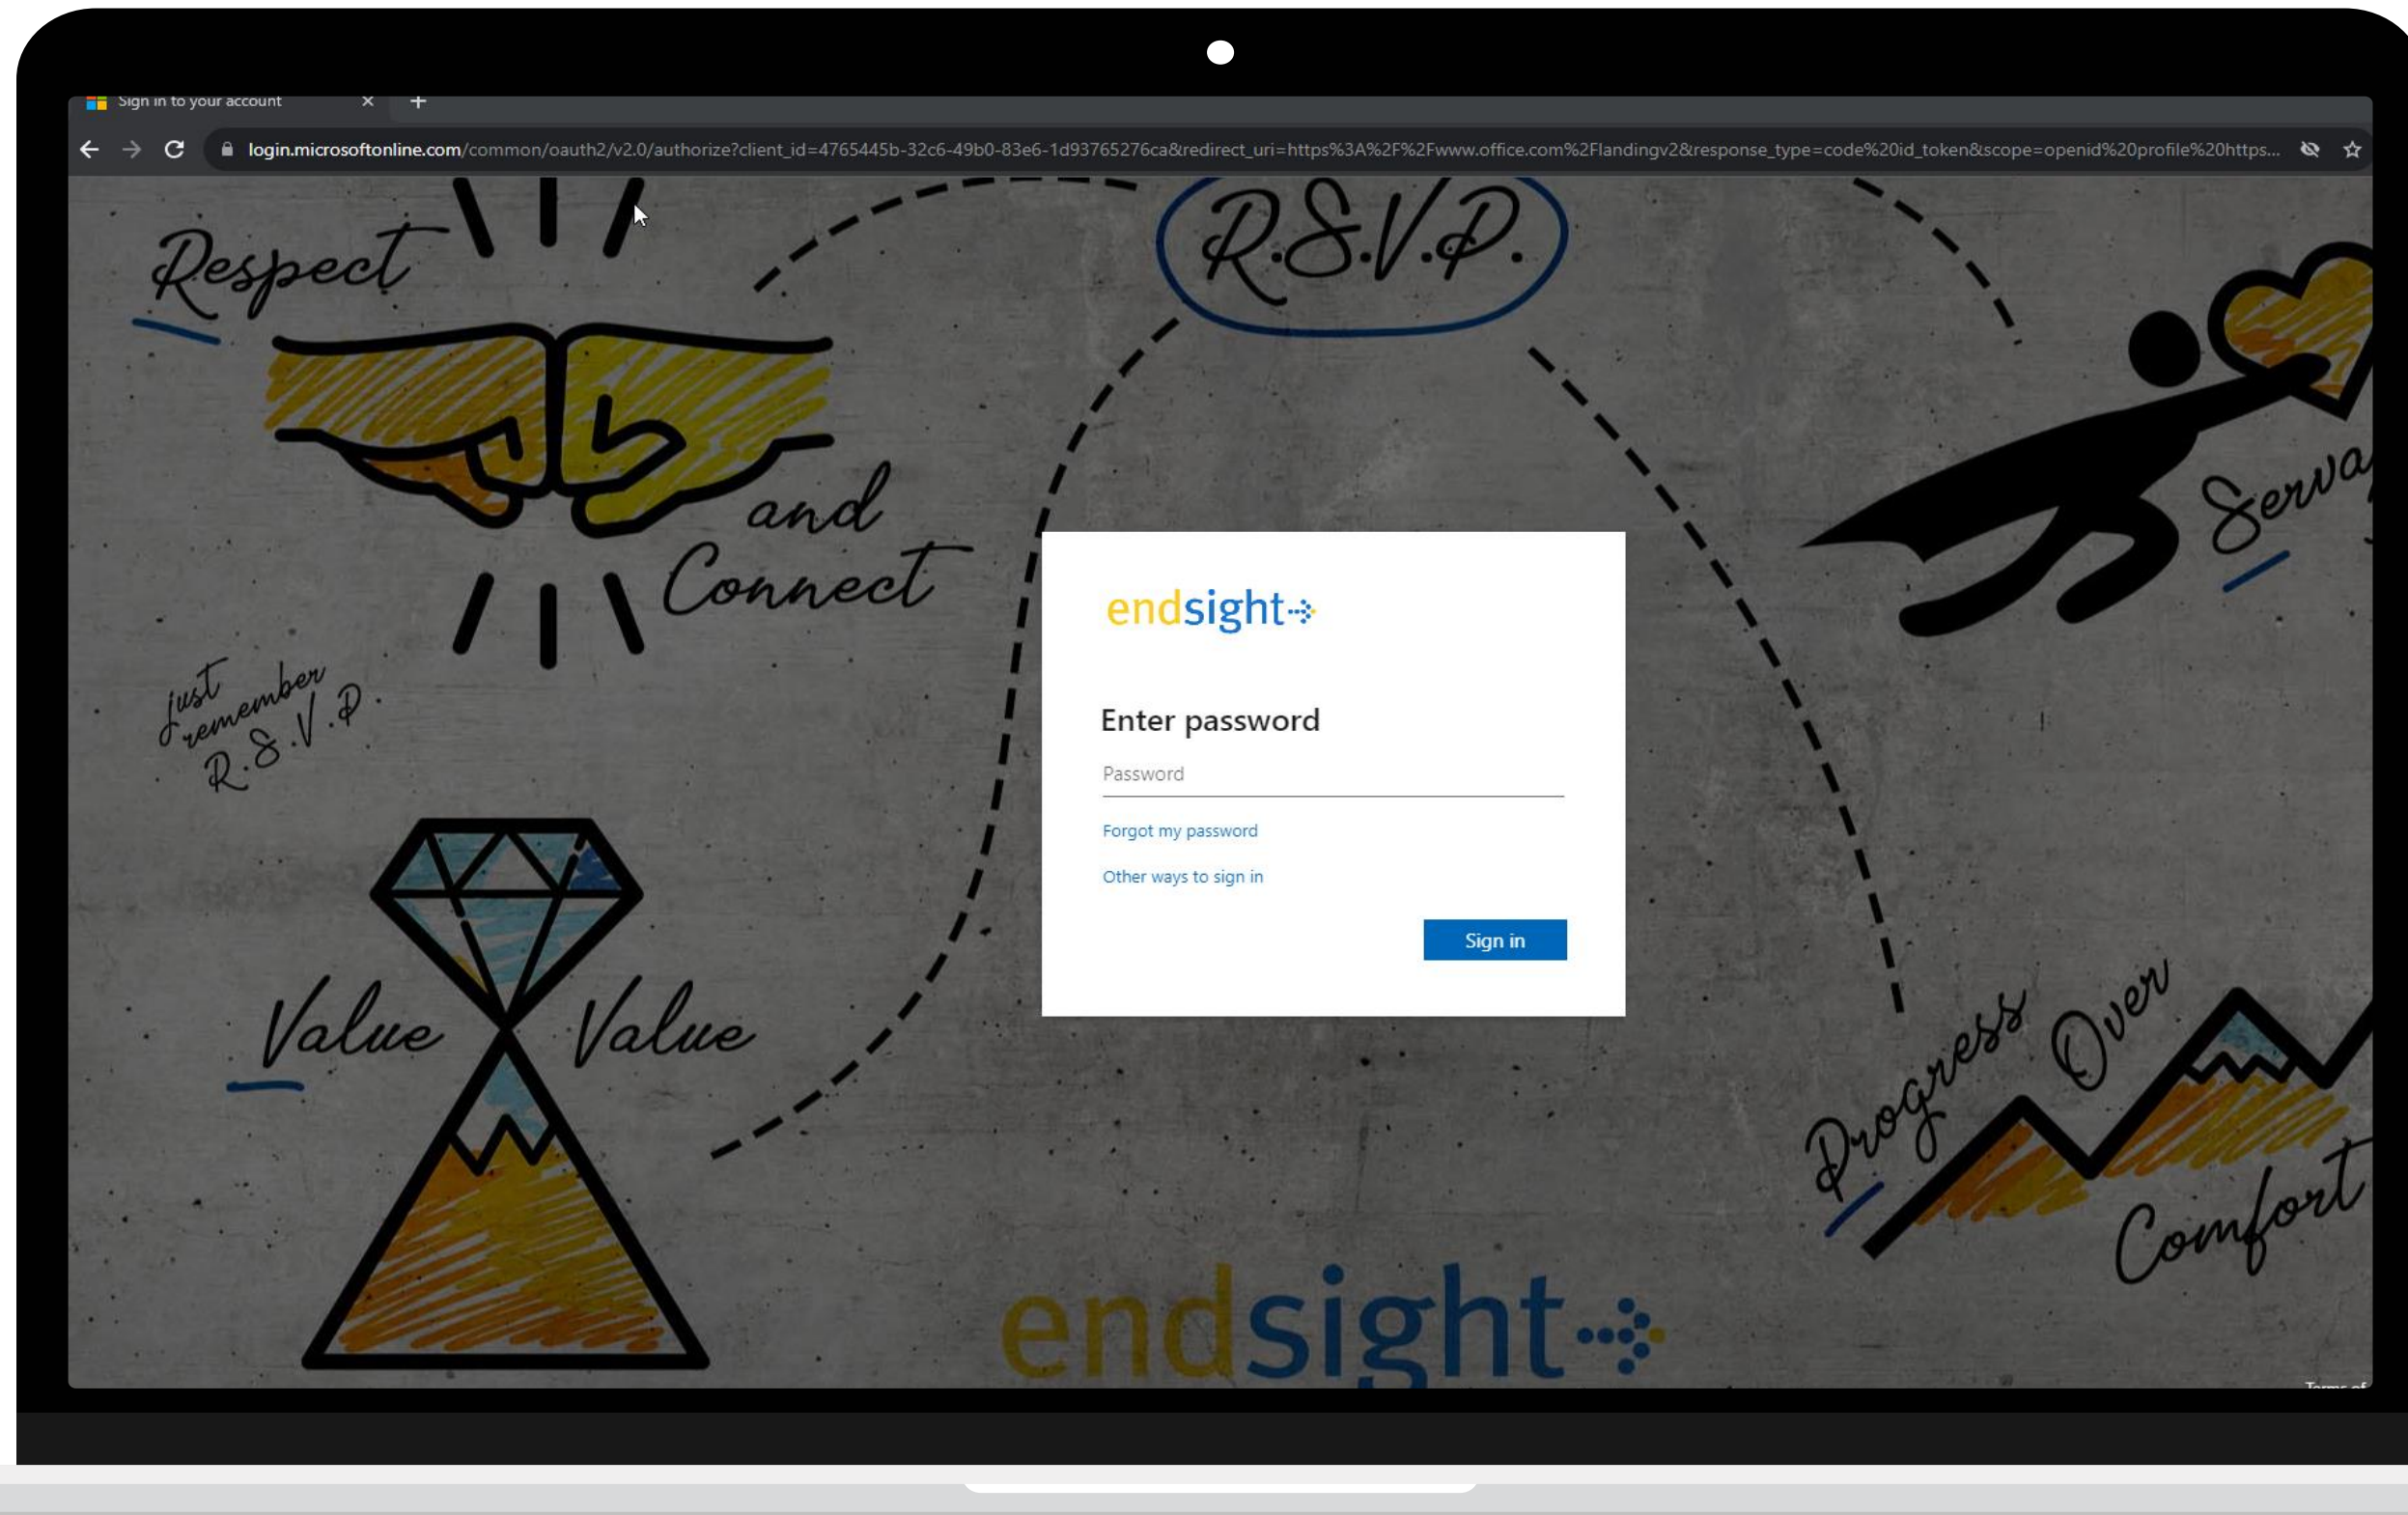 Sign in to your account
login.microsoftonline.com/common/oauth2/v2.0/authorize?client_id=4765445b-32c6-49b0-83e6-1d93765276ca&redirect_uri=https%3A%2F%2Fwww.office.com%2Flandingv2&response_type=code%20id_token&scope=openid%20profile%20https...
Respect
and
Connect
R.S.V.P.
Serva
just
remember
R.S.V.P.
endsight
Enter password
Password
Forgot my password
Other ways to sign in
Sign in
Value Value
Progress
Over
Comfort
endsight
Terms of